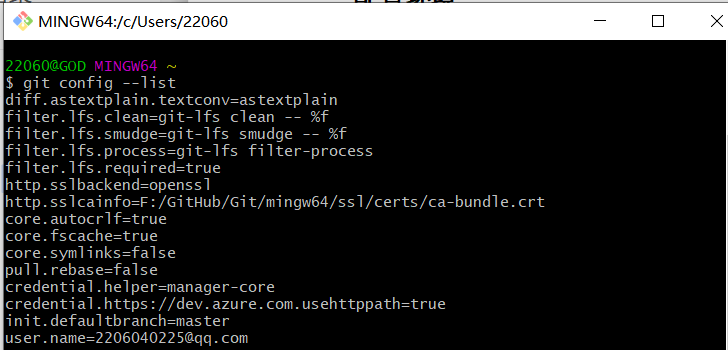 MINGW64:/c/Users/22060
22060@GOD MINGW64 ~
$ git config --list
diff.astextplain.textconv=astextplain
filter.lfs.clean=git-lfs clean -- %f
filter.lfs.smudge=git-lfs smudge -- %f
filter.lfs.process=git-lfs filter-process
filter.lfs.required=true
http.sslbackend=openssl
http.sslcainfo=F:/GitHub/Git/mingw64/ssl/certs/ca-bundle.crt
core.autocrlf=true
core.fscache=true
core.symlinks=false
pull.rebase=false
credential.helper=manager-core
credential.https://dev.azure.com.usehttppath=true
init.defaultbranch=master
user.name=2206040225@qq.com